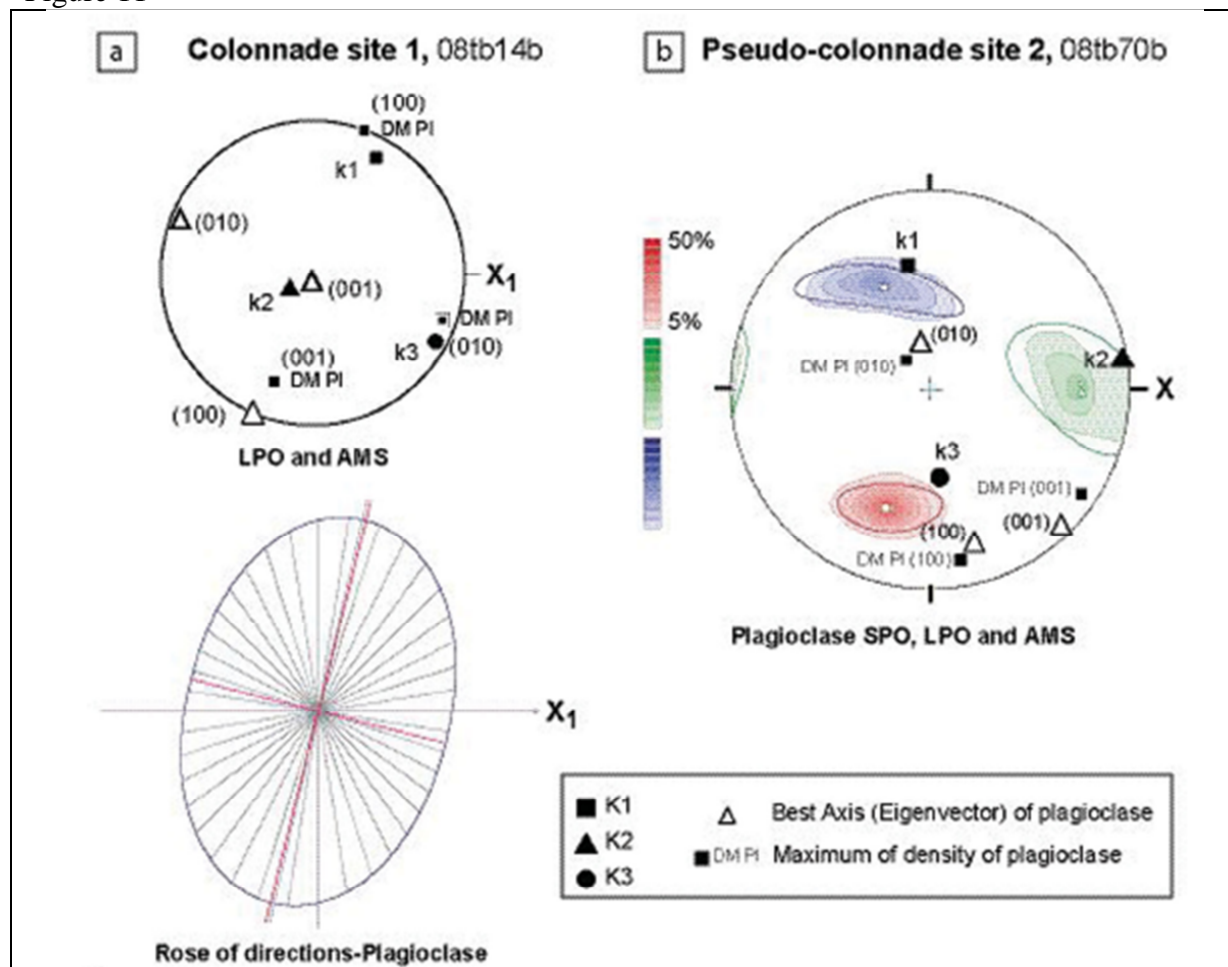 Figure 11
a Colonnade site 1, 08tb14b
(100)
DM Pl
k1
(010)
X1
k2
(001)
DM Pl
k3
(010)
(001)
DM Pl
(100)
LPO and AMS
X1
Rose of directions-Plagioclase
b Pseudo-colonnade site 2, 08tb70b
50%
5%
k1
(010)
DM Pl (010)
k2
X
k3
DM Pl (001)
(001)
(100)
DM Pl (100)
Plagioclase SPO, LPO and AMS
K1
K2
K3
Best Axis (Eigenvector) of plagioclase
DM Pl Maximum of density of plagioclase